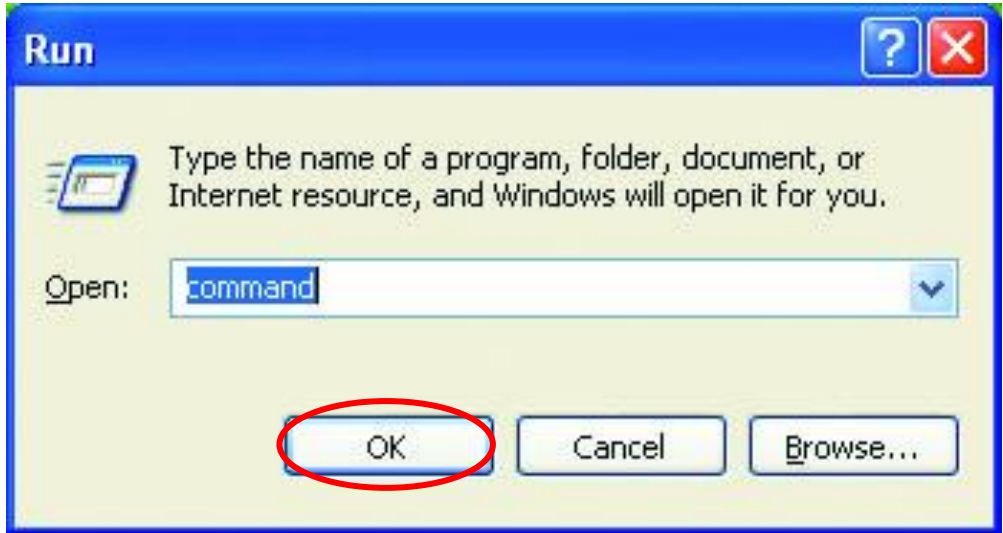 Run
?
Type the name of a program, folder, document, or
Internet resource, and Windows will open it for you.
Open: command
OK Cancel Browse...